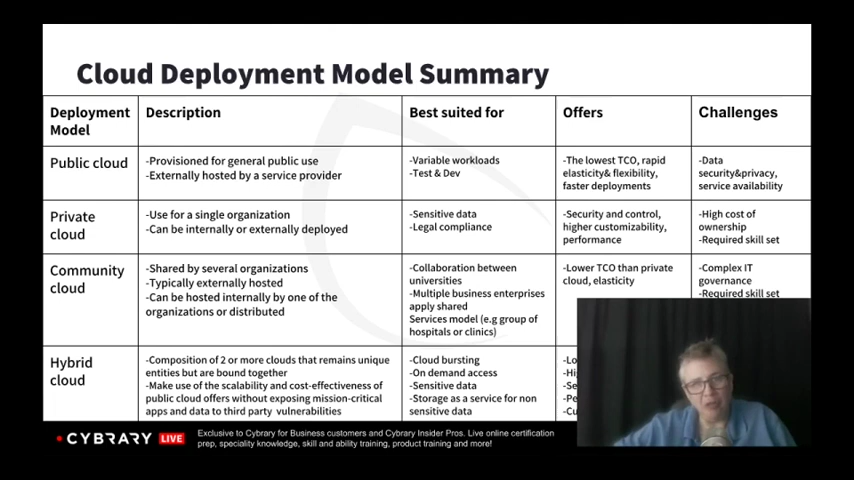 Cloud Deployment Model Summary
Deployment
Model
Description
Best suited for
Offers
Challenges
Public cloud
-Provisioned for general public use
-Externally hosted by a service provider
-Variable workloads
-Test & Dev
-The lowest TCO, rapid
elasticity& flexibility,
faster deployments
-Data
security&privacy,
service availability
Private
cloud
-Use for a single organization
-Can be internally or externally deployed
-Sensitive data
-Legal compliance
-Security and control,
higher customizability,
performance
-High cost of
ownership
-Required skill set
Community
cloud
-Shared by several organizations
-Typically externally hosted
-Can be hosted internally by one of the
organizations or distributed
-Collaboration between
universities
-Multiple business enterprises
apply shared
Services model (e.g group of
hospitals or clinics)
-Lower TCO than private
cloud, elasticity
-Complex IT
governance
-Required skill set
Hybrid
cloud
-Composition of 2 or more clouds that remains unique
entities but are bound together
-Make use of the scalability and cost-effectiveness of
public cloud offers without exposing mission-critical
apps and data to third party vulnerabilities
-Cloud bursting
-On demand access
-Sensitive data
-Storage as a service for non
sensitive data
CYBRARY LIVE
Exclusive to Cybrary for Business customers and Cybrary Insider Pros. Live online certification
prep, speciality knowledge, skill and ability training, product training and more!